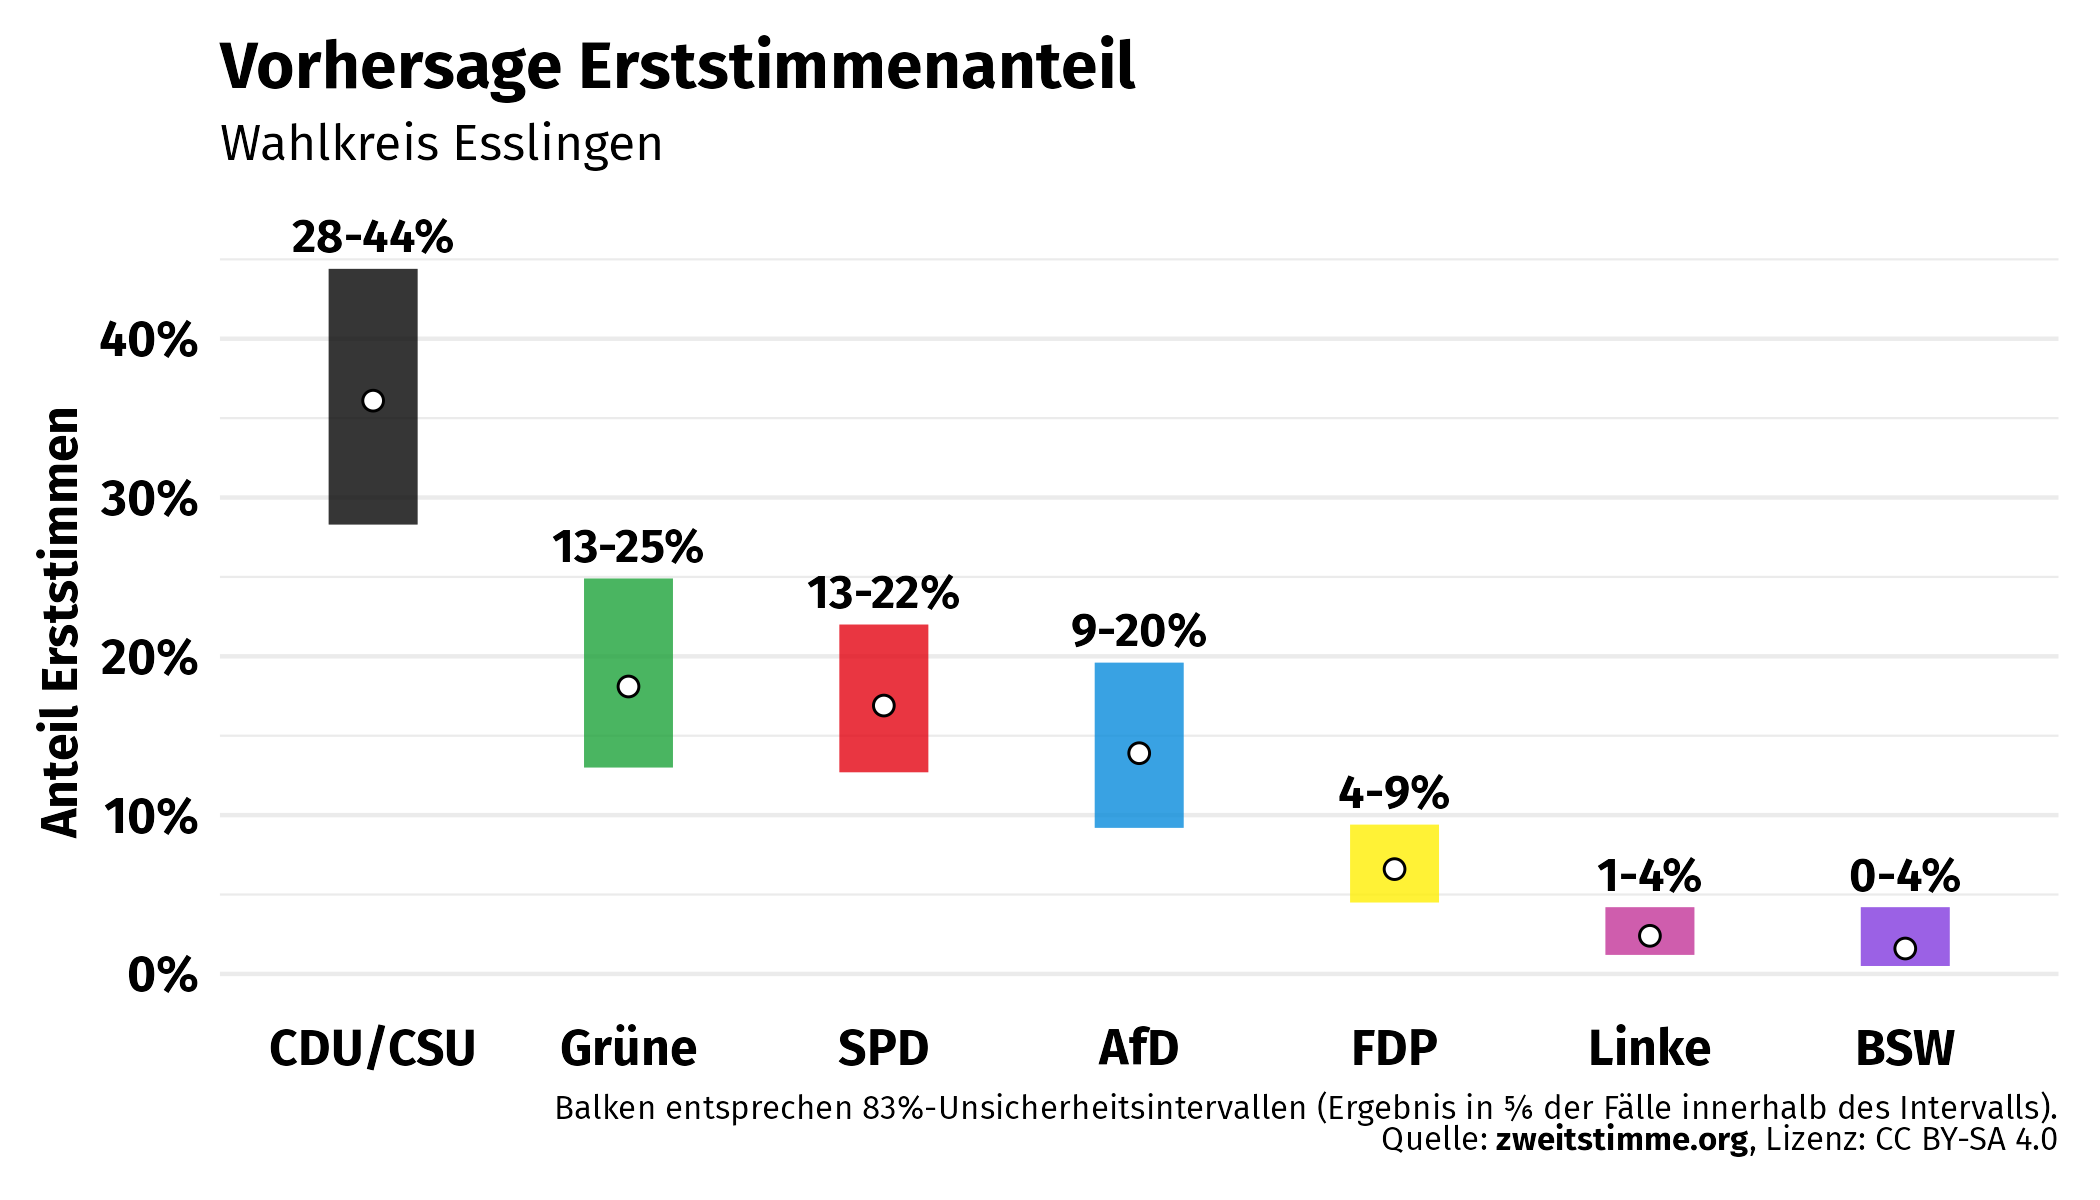 Vorhersage Erststimmenanteil
Wahlkreis Esslingen
28-44%
13-25%
13-22%
9-20%
4-9%
1-4%
0-4%
40%
30%
20%
10%
0%
Anteil Erststimmen
CDU/CSU Grüne SPD AfD FDP Linke BSW
Balken entsprechen 83%-Unsicherheitsintervallen (Ergebnis in ⅚ der Fälle innerhalb des Intervalls).
Quelle: zweitstimme.org, Lizenz: CC BY-SA 4.0